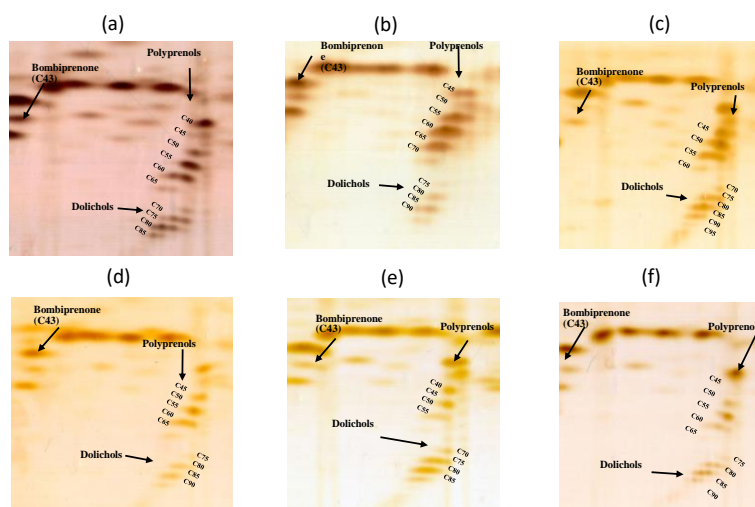 (a)
Polyprenols
Bombiprenone
(C43)
C40
C45
C50
C55
C60
C65
Dolichols
C70
C75
C80
C85
(b)
Bombiprenon
e
(C43)
Polyprenols
C45
C50
C55
C60
C65
C70
Dolichols
C75
C80
C85
C90
(c)
Bombiprenone
(C43)
Polyprenols
C45
C50
C55
C60
Dolichols
C70
C75
C80
C85
C90
C95
(d)
Bombiprenone
(C43)
Polyprenols
C45
C50
C55
C60
C65
Dolichols
C75
C80
C85
C90
(e)
Bombiprenone
(C43)
Polyprenols
C40
C45
C50
C55
Dolichols
C70
C75
C80
C85
(f)
Bombiprenone
(C43)
Polyprenol
C45
C50
C55
C60
C65
Dolichols
C75
C80
C85
C90